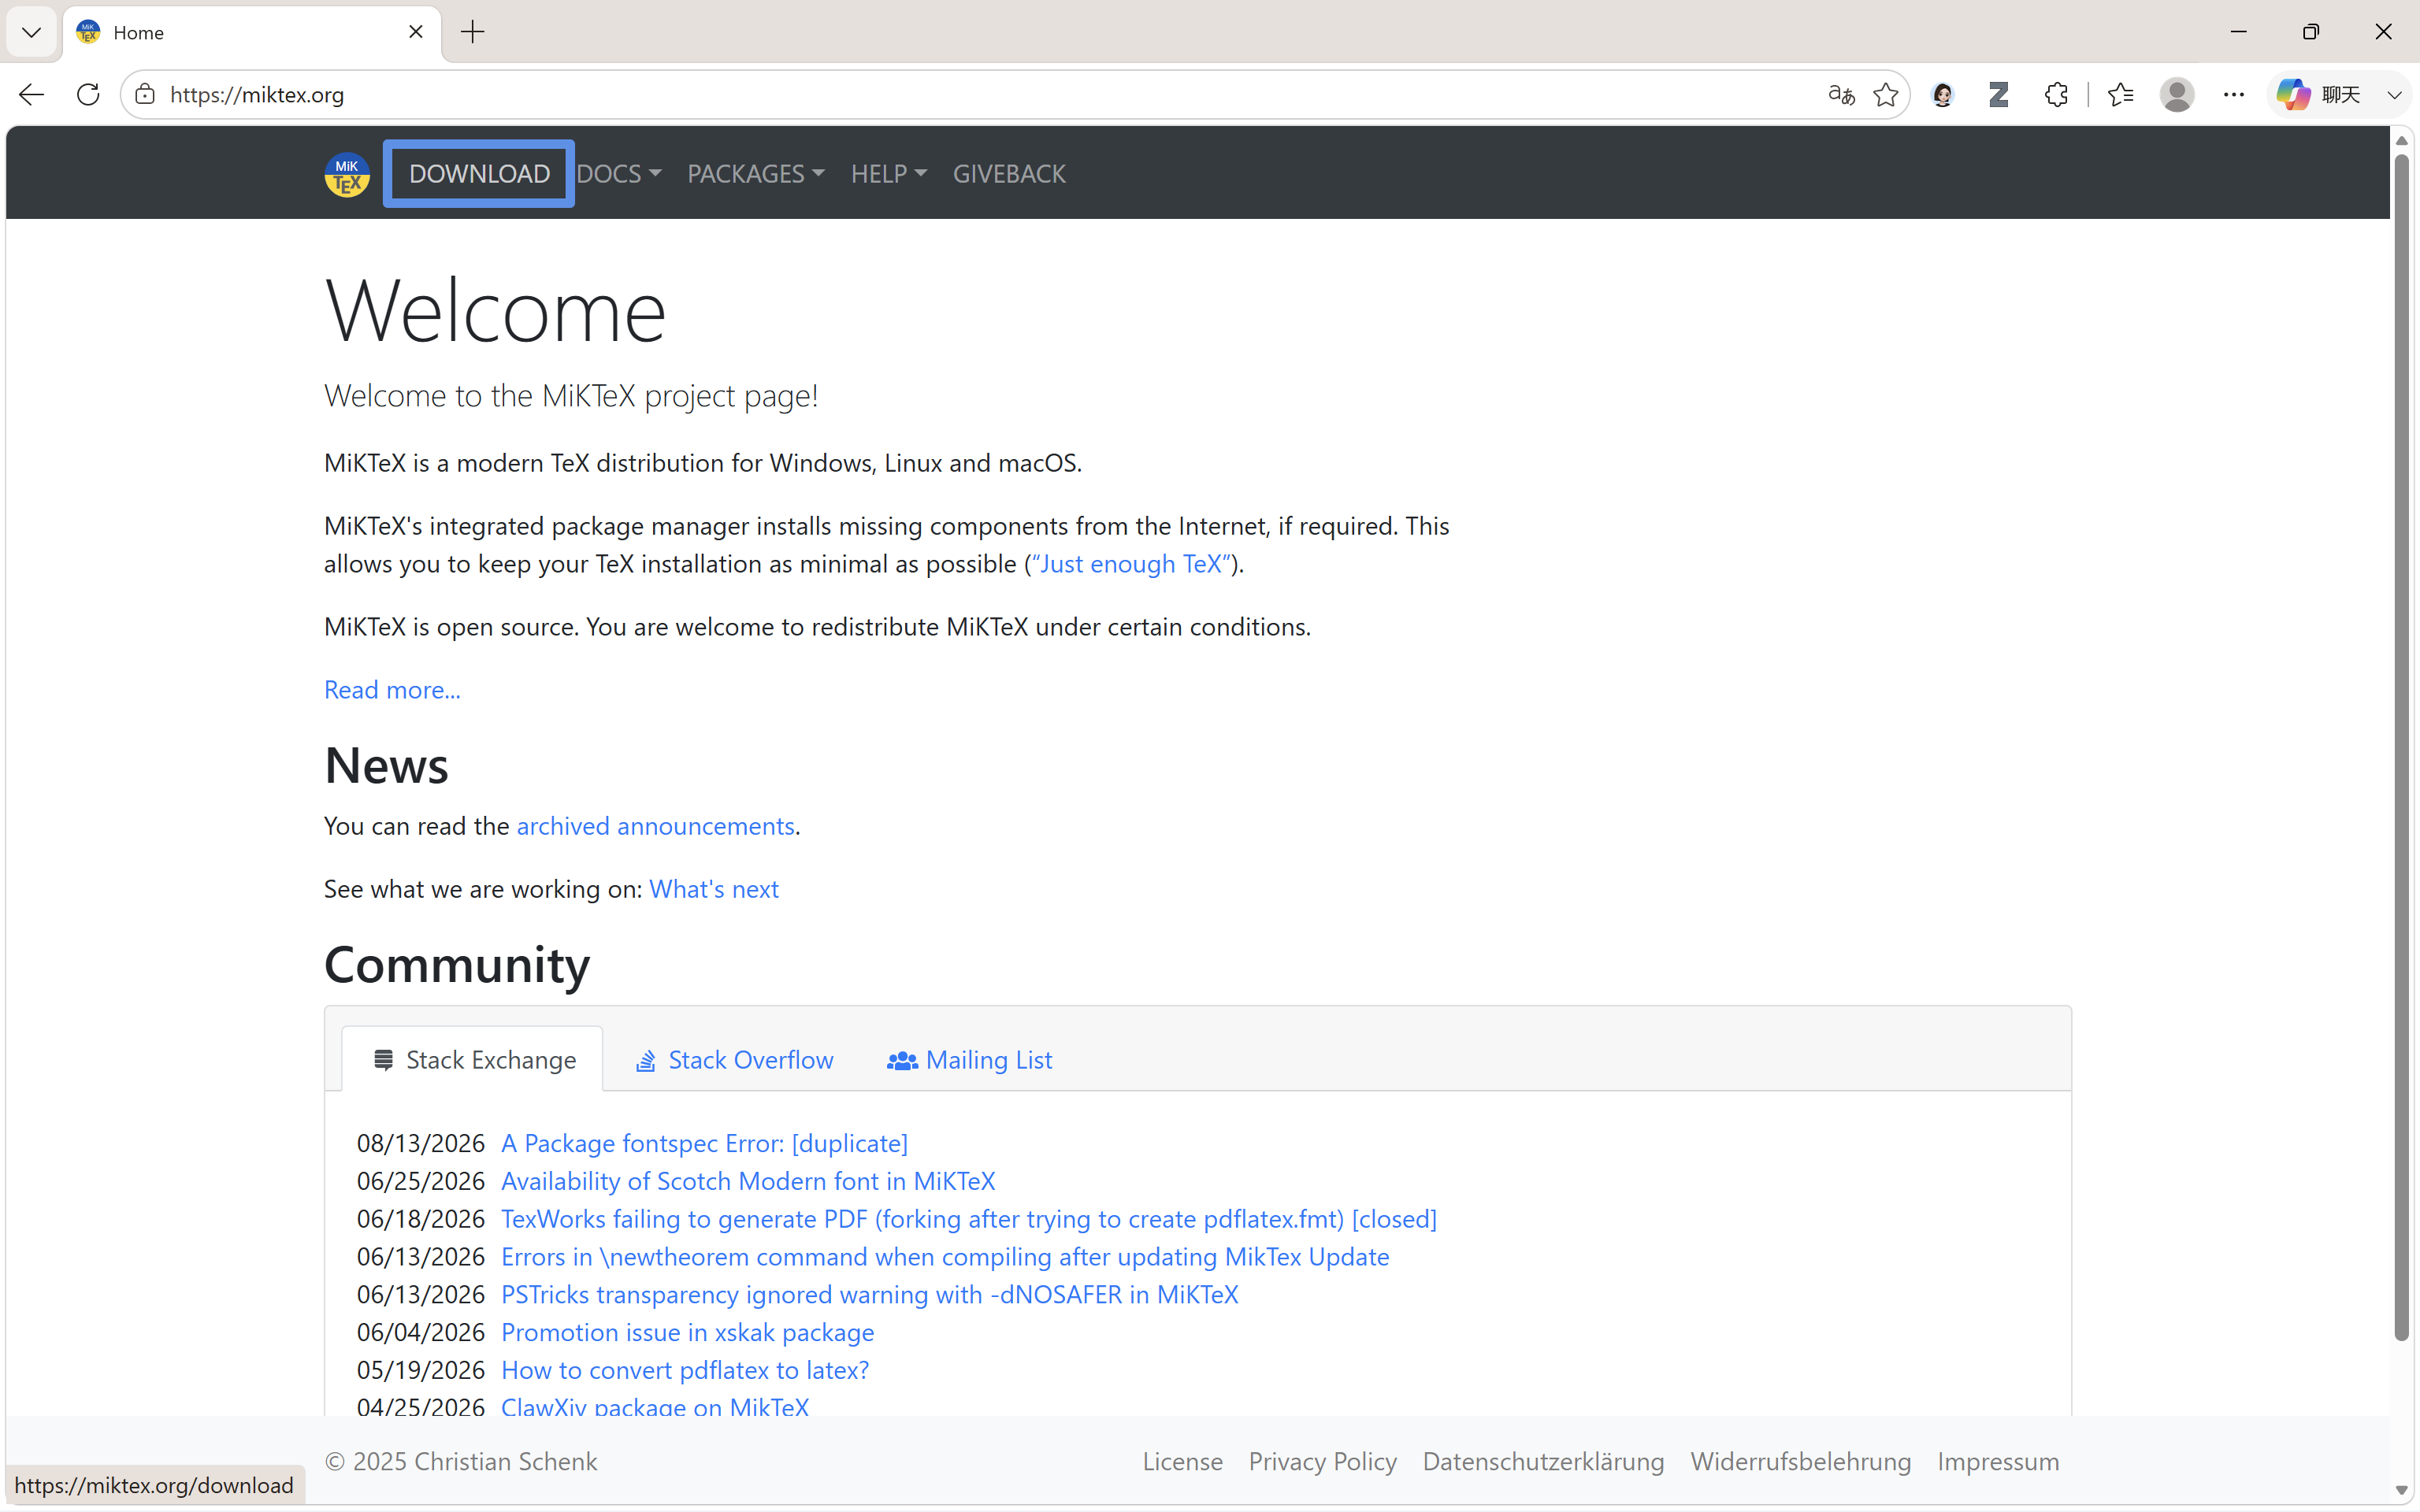 Home
https://miktex.org
聊天
MiK
TEX
DOWNLOAD DOCS PACKAGES HELP GIVEBACK
Welcome
Welcome to the MiKTeX project page!
MiKTeX is a modern TeX distribution for Windows, Linux and macOS.
MiKTeX's integrated package manager installs missing components from the Internet, if required. This
allows you to keep your TeX installation as minimal as possible (“Just enough TeX”).
MiKTeX is open source. You are welcome to redistribute MiKTeX under certain conditions.
Read more...
News
You can read the archived announcements.
See what we are working on: What's next
Community
Stack Exchange Stack Overflow Mailing List
08/13/2026 A Package fontspec Error: [duplicate]
06/25/2026 Availability of Scotch Modern font in MiKTeX
06/18/2026 TexWorks failing to generate PDF (forking after trying to create pdflatex.fmt) [closed]
06/13/2026 Errors in \newtheorem command when compiling after updating MikTex Update
06/13/2026 PSTricks transparency ignored warning with -dNOSAFER in MiKTeX
06/04/2026 Promotion issue in xskak package
05/19/2026 How to convert pdflatex to latex?
04/25/2026 ClawXiv package on MikTeX
© 2025 Christian Schenk License Privacy Policy Datenschutzerklärung Widerrufsbelehrung Impressum
https://miktex.org/download